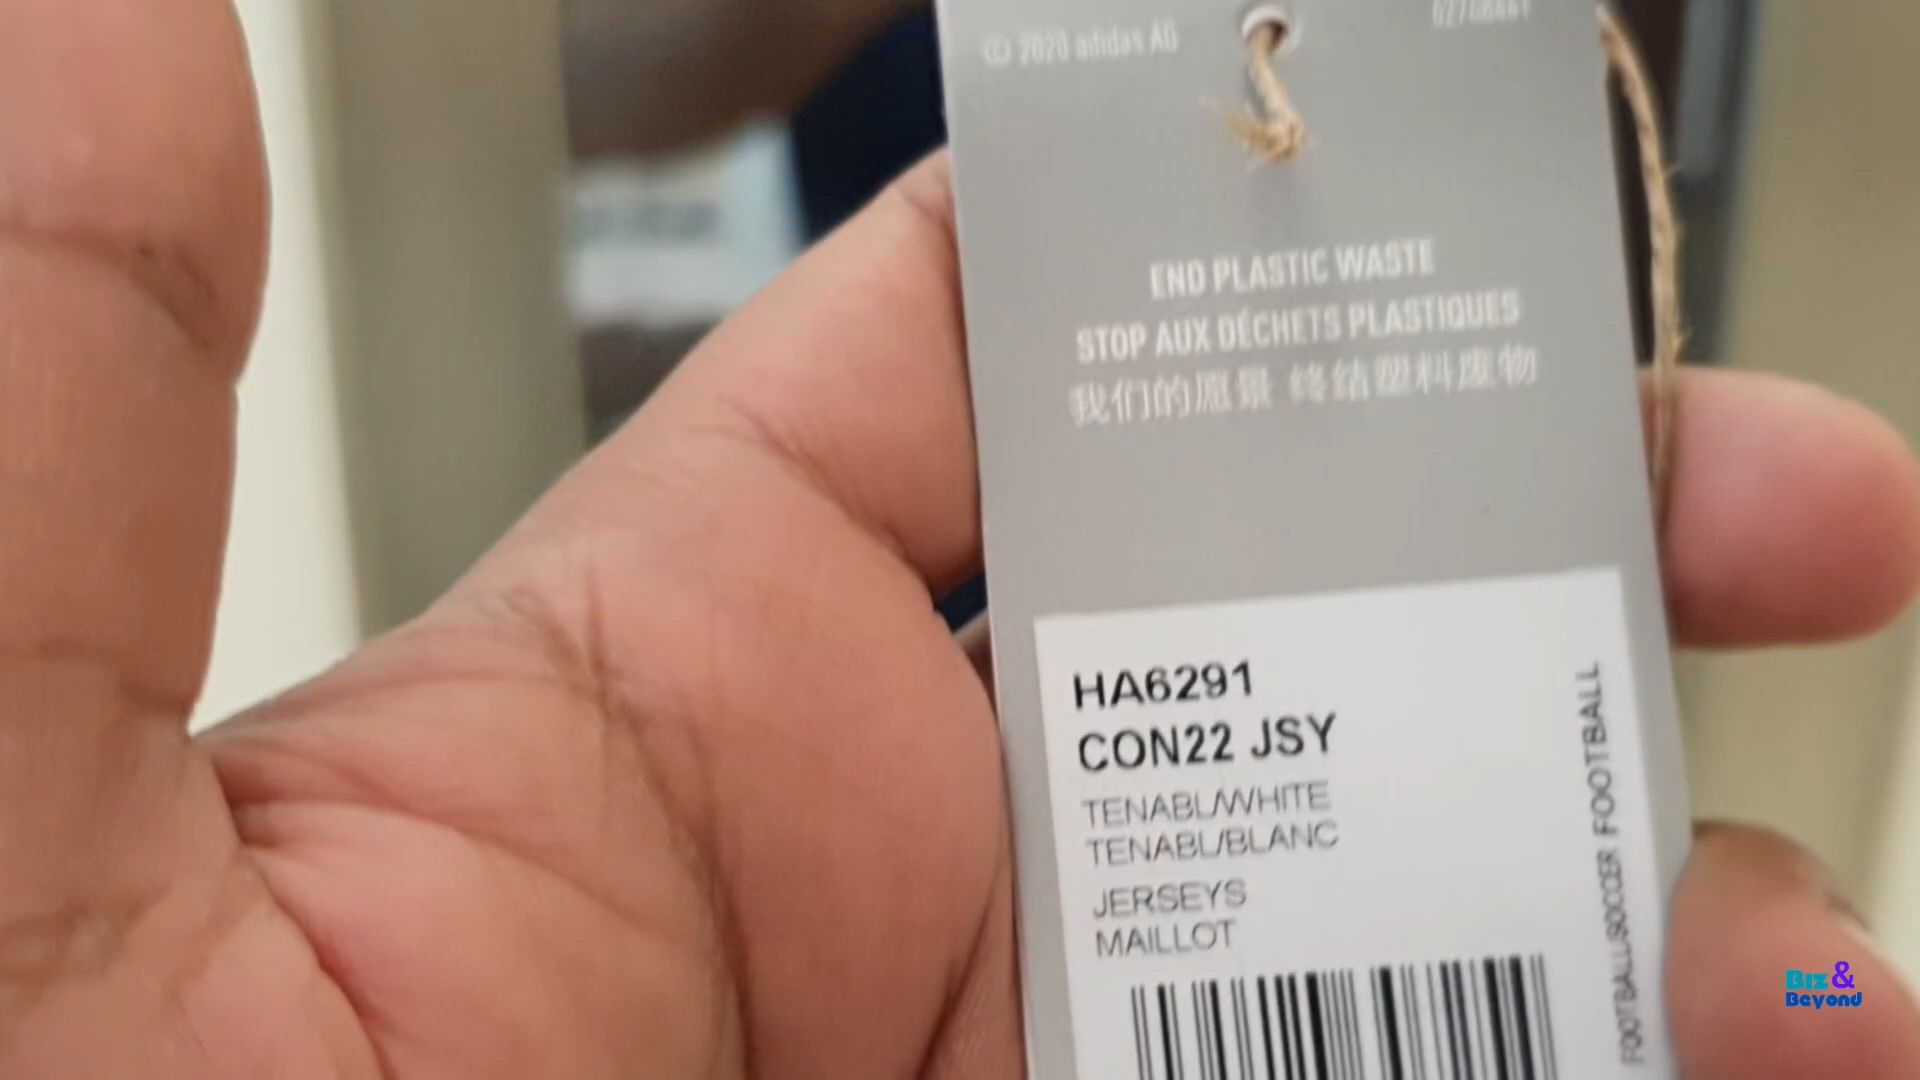 © 2020 adidas AG
END PLASTIC WASTE
STOP AUX DÉCHETS PLASTIQUES
我们的愿景 终结塑料废物
HA6291
CON22 JSY
TENABL/WHITE
TENABL/BLANC
JERSEYS
MAILLOT
FOOTBALL/SOCCER FOOTBALL
Biz &
Beyond